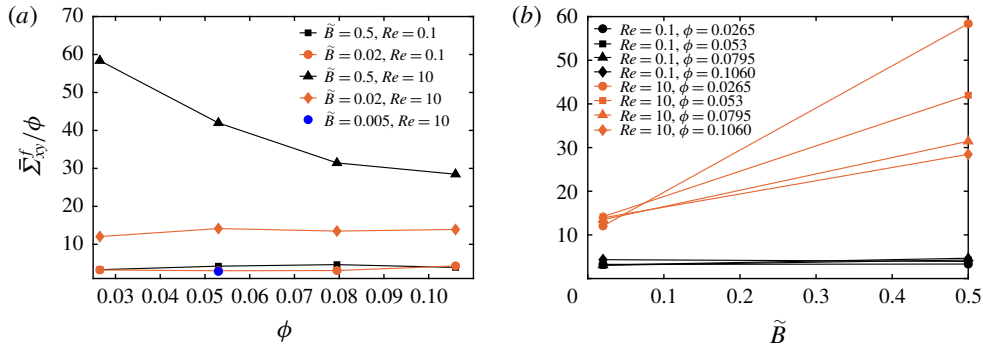 (a)
70
60
50
40
30
20
10
0.03 0.04 0.05 0.06 0.07 0.08 0.09 0.10
ϕ
Σ̄ᶠxy/ϕ
B̃ = 0.5, Re = 0.1
B̃ = 0.02, Re = 0.1
B̃ = 0.5, Re = 10
B̃ = 0.02, Re = 10
B̃ = 0.005, Re = 10
(b)
60
50
40
30
20
10
0 0.1 0.2 0.3 0.4 0.5
B̃
Re = 0.1, ϕ = 0.0265
Re = 0.1, ϕ = 0.053
Re = 0.1, ϕ = 0.0795
Re = 0.1, ϕ = 0.1060
Re = 10, ϕ = 0.0265
Re = 10, ϕ = 0.053
Re = 10, ϕ = 0.0795
Re = 10, ϕ = 0.1060